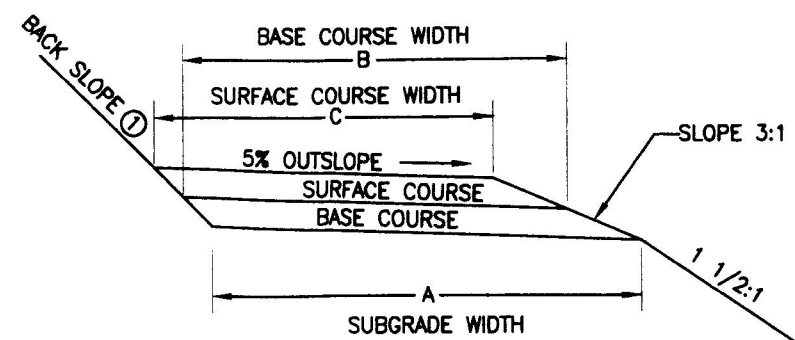 BACK SLOPE ①
BASE COURSE WIDTH
B
SURFACE COURSE WIDTH
C
SLOPE 3:1
5% OUTSLOPE
SURFACE COURSE
BASE COURSE
1 1/2:1
A
SUBGRADE WIDTH